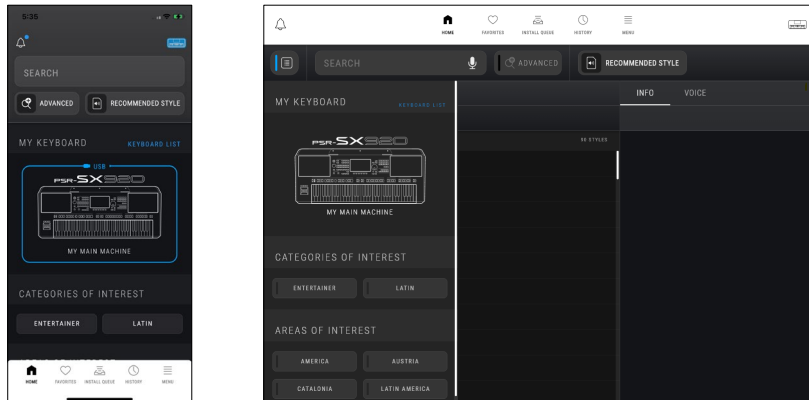 5:35
SEARCH
ADVANCED
RECOMMENDED STYLE
MY KEYBOARD
KEYBOARD LIST
USB
PSR-SX920
MY MAIN MACHINE
CATEGORIES OF INTEREST
ENTERTAINER
LATIN
HOME
FAVORITES
INSTALL QUEUE
HISTORY
MENU
HOME
FAVORITES
INSTALL QUEUE
HISTORY
MENU
SEARCH
ADVANCED
RECOMMENDED STYLE
MY KEYBOARD
KEYBOARD LIST
INFO
VOICE
90 STYLES
PSR-SX920
MY MAIN MACHINE
CATEGORIES OF INTEREST
ENTERTAINER
LATIN
AREAS OF INTEREST
AMERICA
AUSTRIA
CATALONIA
LATIN AMERICA